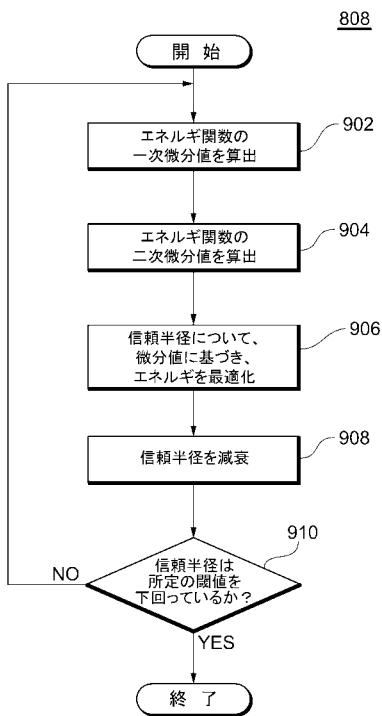 808
開 始
エネルギ関数の
一次微分値を算出
902
エネルギ関数の
二次微分値を算出
904
信頼半径について、
微分値に基づき、
エネルギを最適化
906
信頼半径を減衰
908
信頼半径は
所定の閾値を
下回っているか？
910
NO
YES
終 了